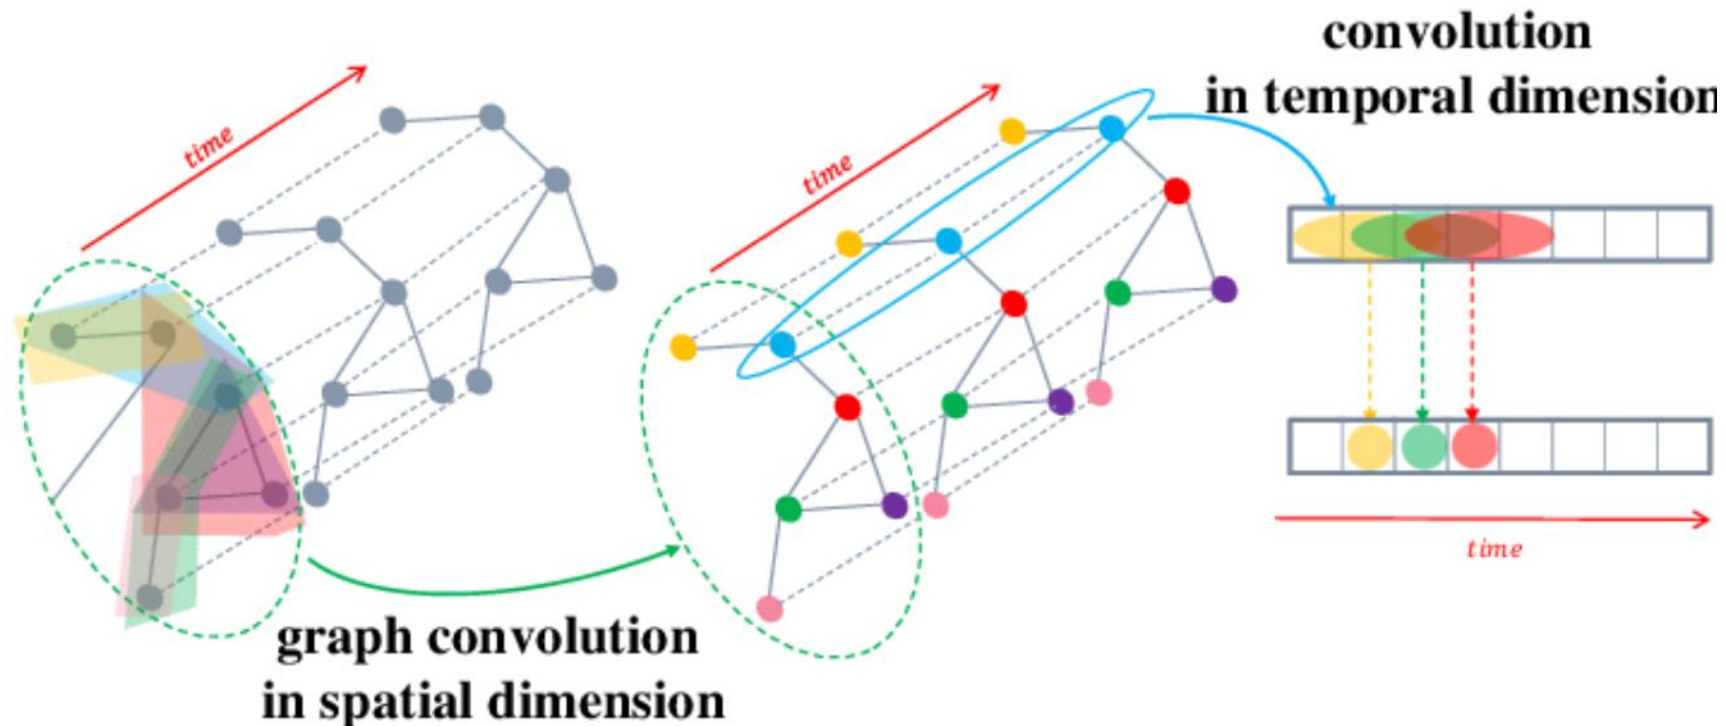 convolution
in temporal dimension
time
time
time
graph convolution
in spatial dimension